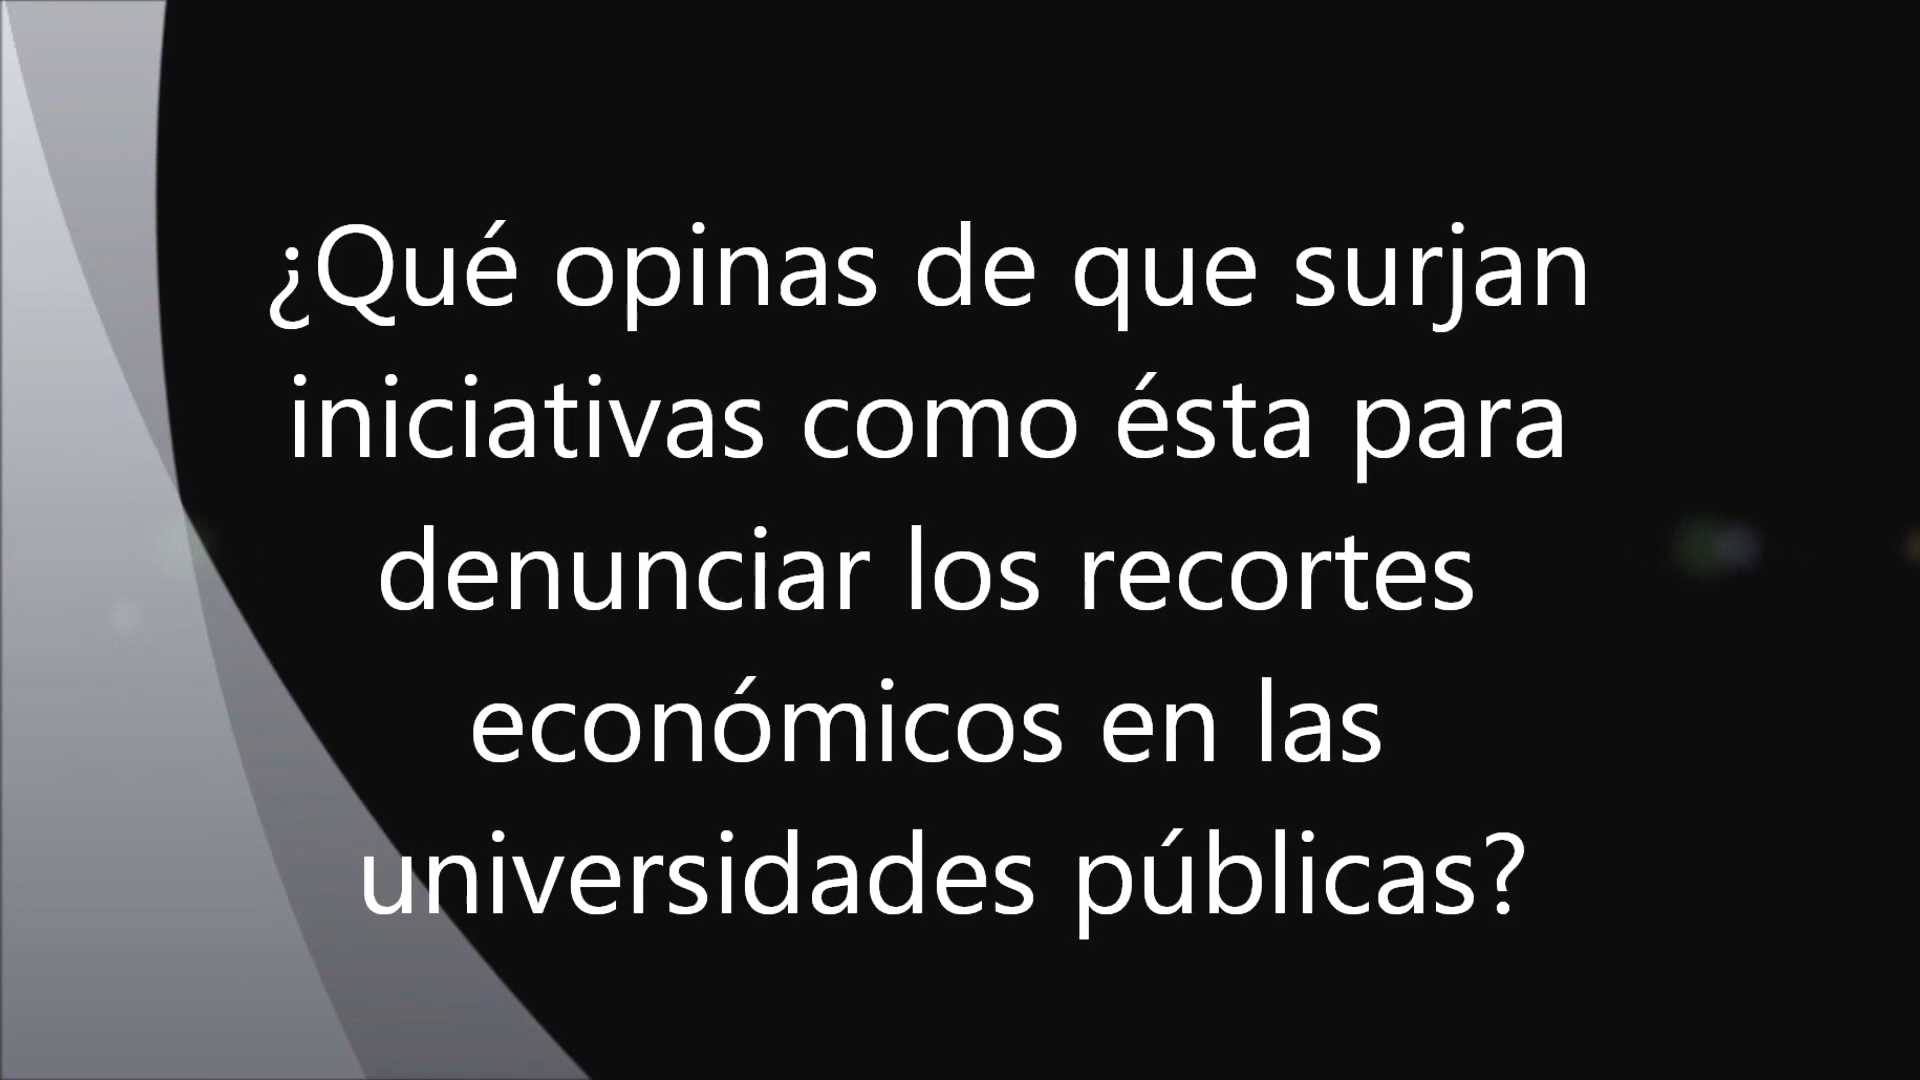 ¿Qué opinas de que surjan
iniciativas como ésta para
denunciar los recortes
económicos en las
universidades públicas?